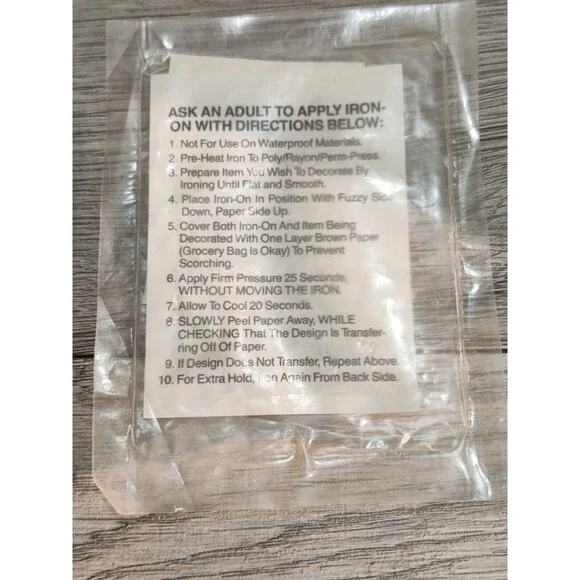 ASK AN ADULT TO APPLY IRON-
ON WITH DIRECTIONS BELOW:
1. Not For Use On Waterproof Materials.
2. Pre-Heat Iron To Poly/Rayon/Perm-Press.
3. Prepare Item You Wish To Decorate By
Ironing Until Flat and Smooth.
4. Place Iron-On In Position With Fuzzy Side
Down, Paper Side Up.
5. Cover Both Iron-On And Item Being
Decorated With One Layer Brown Paper
(Grocery Bag Is Okay) To Prevent
Scorching.
6. Apply Firm Pressure 25 Seconds,
WITHOUT MOVING THE IRON.
7. Allow To Cool 20 Seconds.
8. SLOWLY Peel Paper Away, WHILE
CHECKING That The Design Is Transfer-
ring Off Of Paper.
9. If Design Does Not Transfer, Repeat Above.
10. For Extra Hold, Iron Again From Back Side.